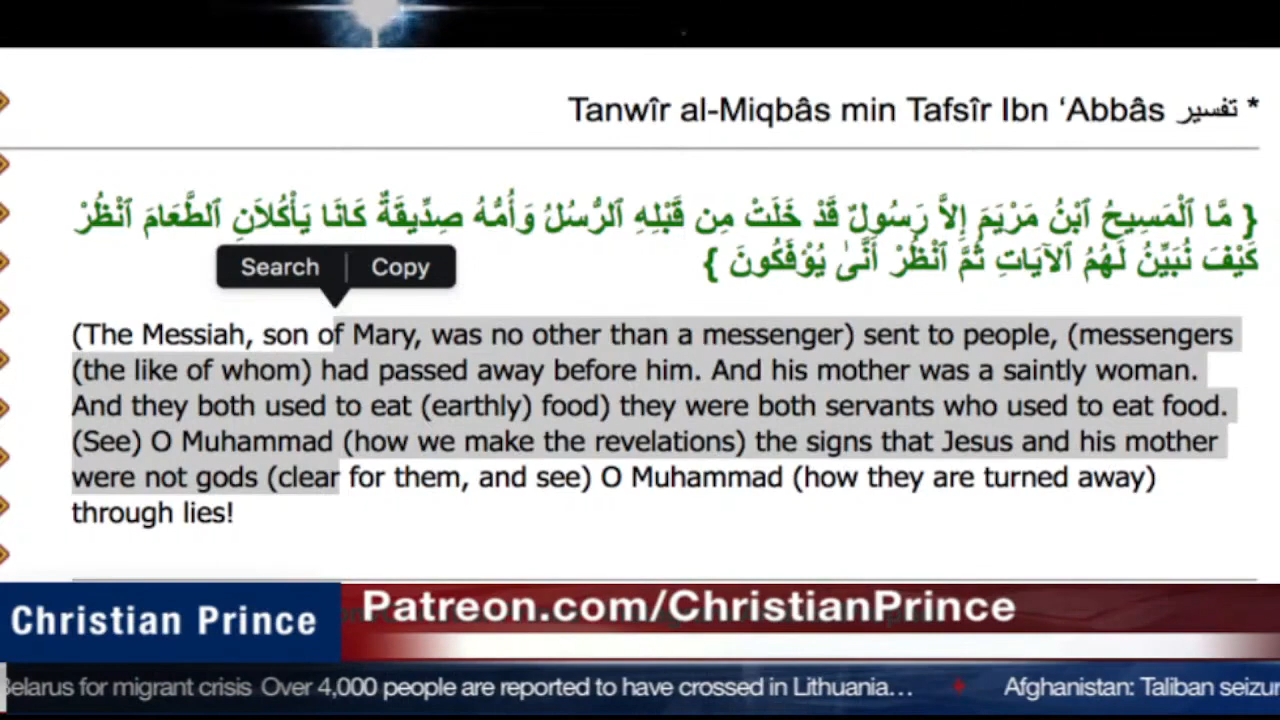 * تفسير Tanwîr al-Miqbâs min Tafsîr Ibn ‘Abbâs
{ مَّا ٱلْمَسِيحُ ٱبْنُ مَرْيَمَ إِلاَّ رَسُولٌ قَدْ خَلَتْ مِن قَبْلِهِ ٱلرُّسُلُ وَأُمُّهُ صِدِّيقَةٌ كَانَا يَأْكُلاَنِ ٱلطَّعَامَ ٱنْظُرْ
كَيْفَ نُبَيِّنُ لَهُمُ ٱلآيَاتِ ثُمَّ ٱنْظُرْ أَنَّىٰ يُؤْفَكُونَ }
Search | Copy
(The Messiah, son of Mary, was no other than a messenger) sent to people, (messengers
(the like of whom) had passed away before him. And his mother was a saintly woman.
And they both used to eat (earthly) food) they were both servants who used to eat food.
(See) O Muhammad (how we make the revelations) the signs that Jesus and his mother
were not gods (clear for them, and see) O Muhammad (how they are turned away)
through lies!
Christian Prince
Patreon.com/ChristianPrince
Belarus for migrant crisis Over 4,000 people are reported to have crossed in Lithuania… Afghanistan: Taliban seizur